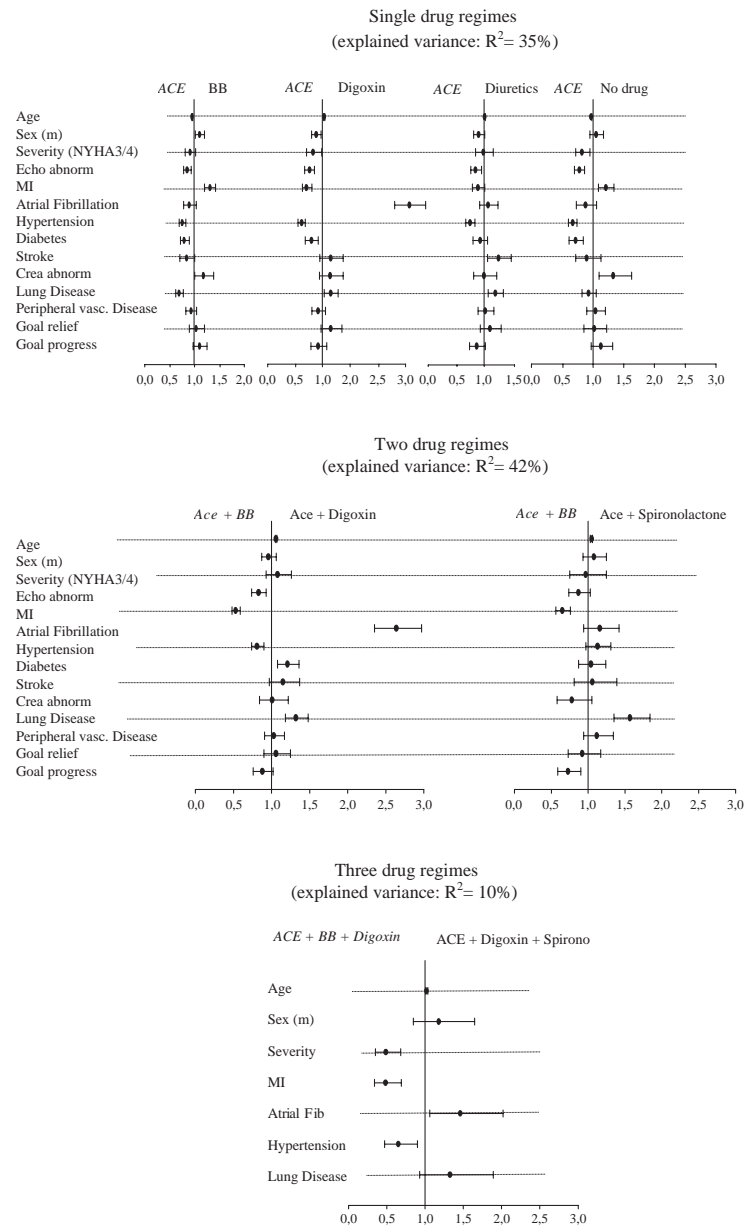 Single drug regimes
(explained variance: R²= 35%)
ACE BB ACE Digoxin ACE Diuretics ACE No drug
Age
Sex (m)
Severity (NYHA3/4)
Echo abnorm
MI
Atrial Fibrillation
Hypertension
Diabetes
Stroke
Crea abnorm
Lung Disease
Peripheral vasc. Disease
Goal relief
Goal progress
0,0 0,5 1,0 1,5 2,0 0,0 0,5 1,0 1,5 2,0 3,0 0,0 0,5 1,0 1,5 0,0 0,5 1,0 1,5 2,0 2,5 3,0
Two drug regimes
(explained variance: R²= 42%)
Ace + BB Ace + Digoxin Ace + BB Ace + Spironolactone
Age
Sex (m)
Severity (NYHA3/4)
Echo abnorm
MI
Atrial Fibrillation
Hypertension
Diabetes
Stroke
Crea abnorm
Lung Disease
Peripheral vasc. Disease
Goal relief
Goal progress
0,0 0,5 1,0 1,5 2,0 3,0 0,0 0,5 1,0 1,5 2,0 2,5 3,0
Three drug regimes
(explained variance: R²= 10%)
ACE + BB + Digoxin ACE + Digoxin + Spirono
Age
Sex (m)
Severity
MI
Atrial Fib
Hypertension
Lung Disease
0,0 0,5 1,0 1,5 2,0 3,0